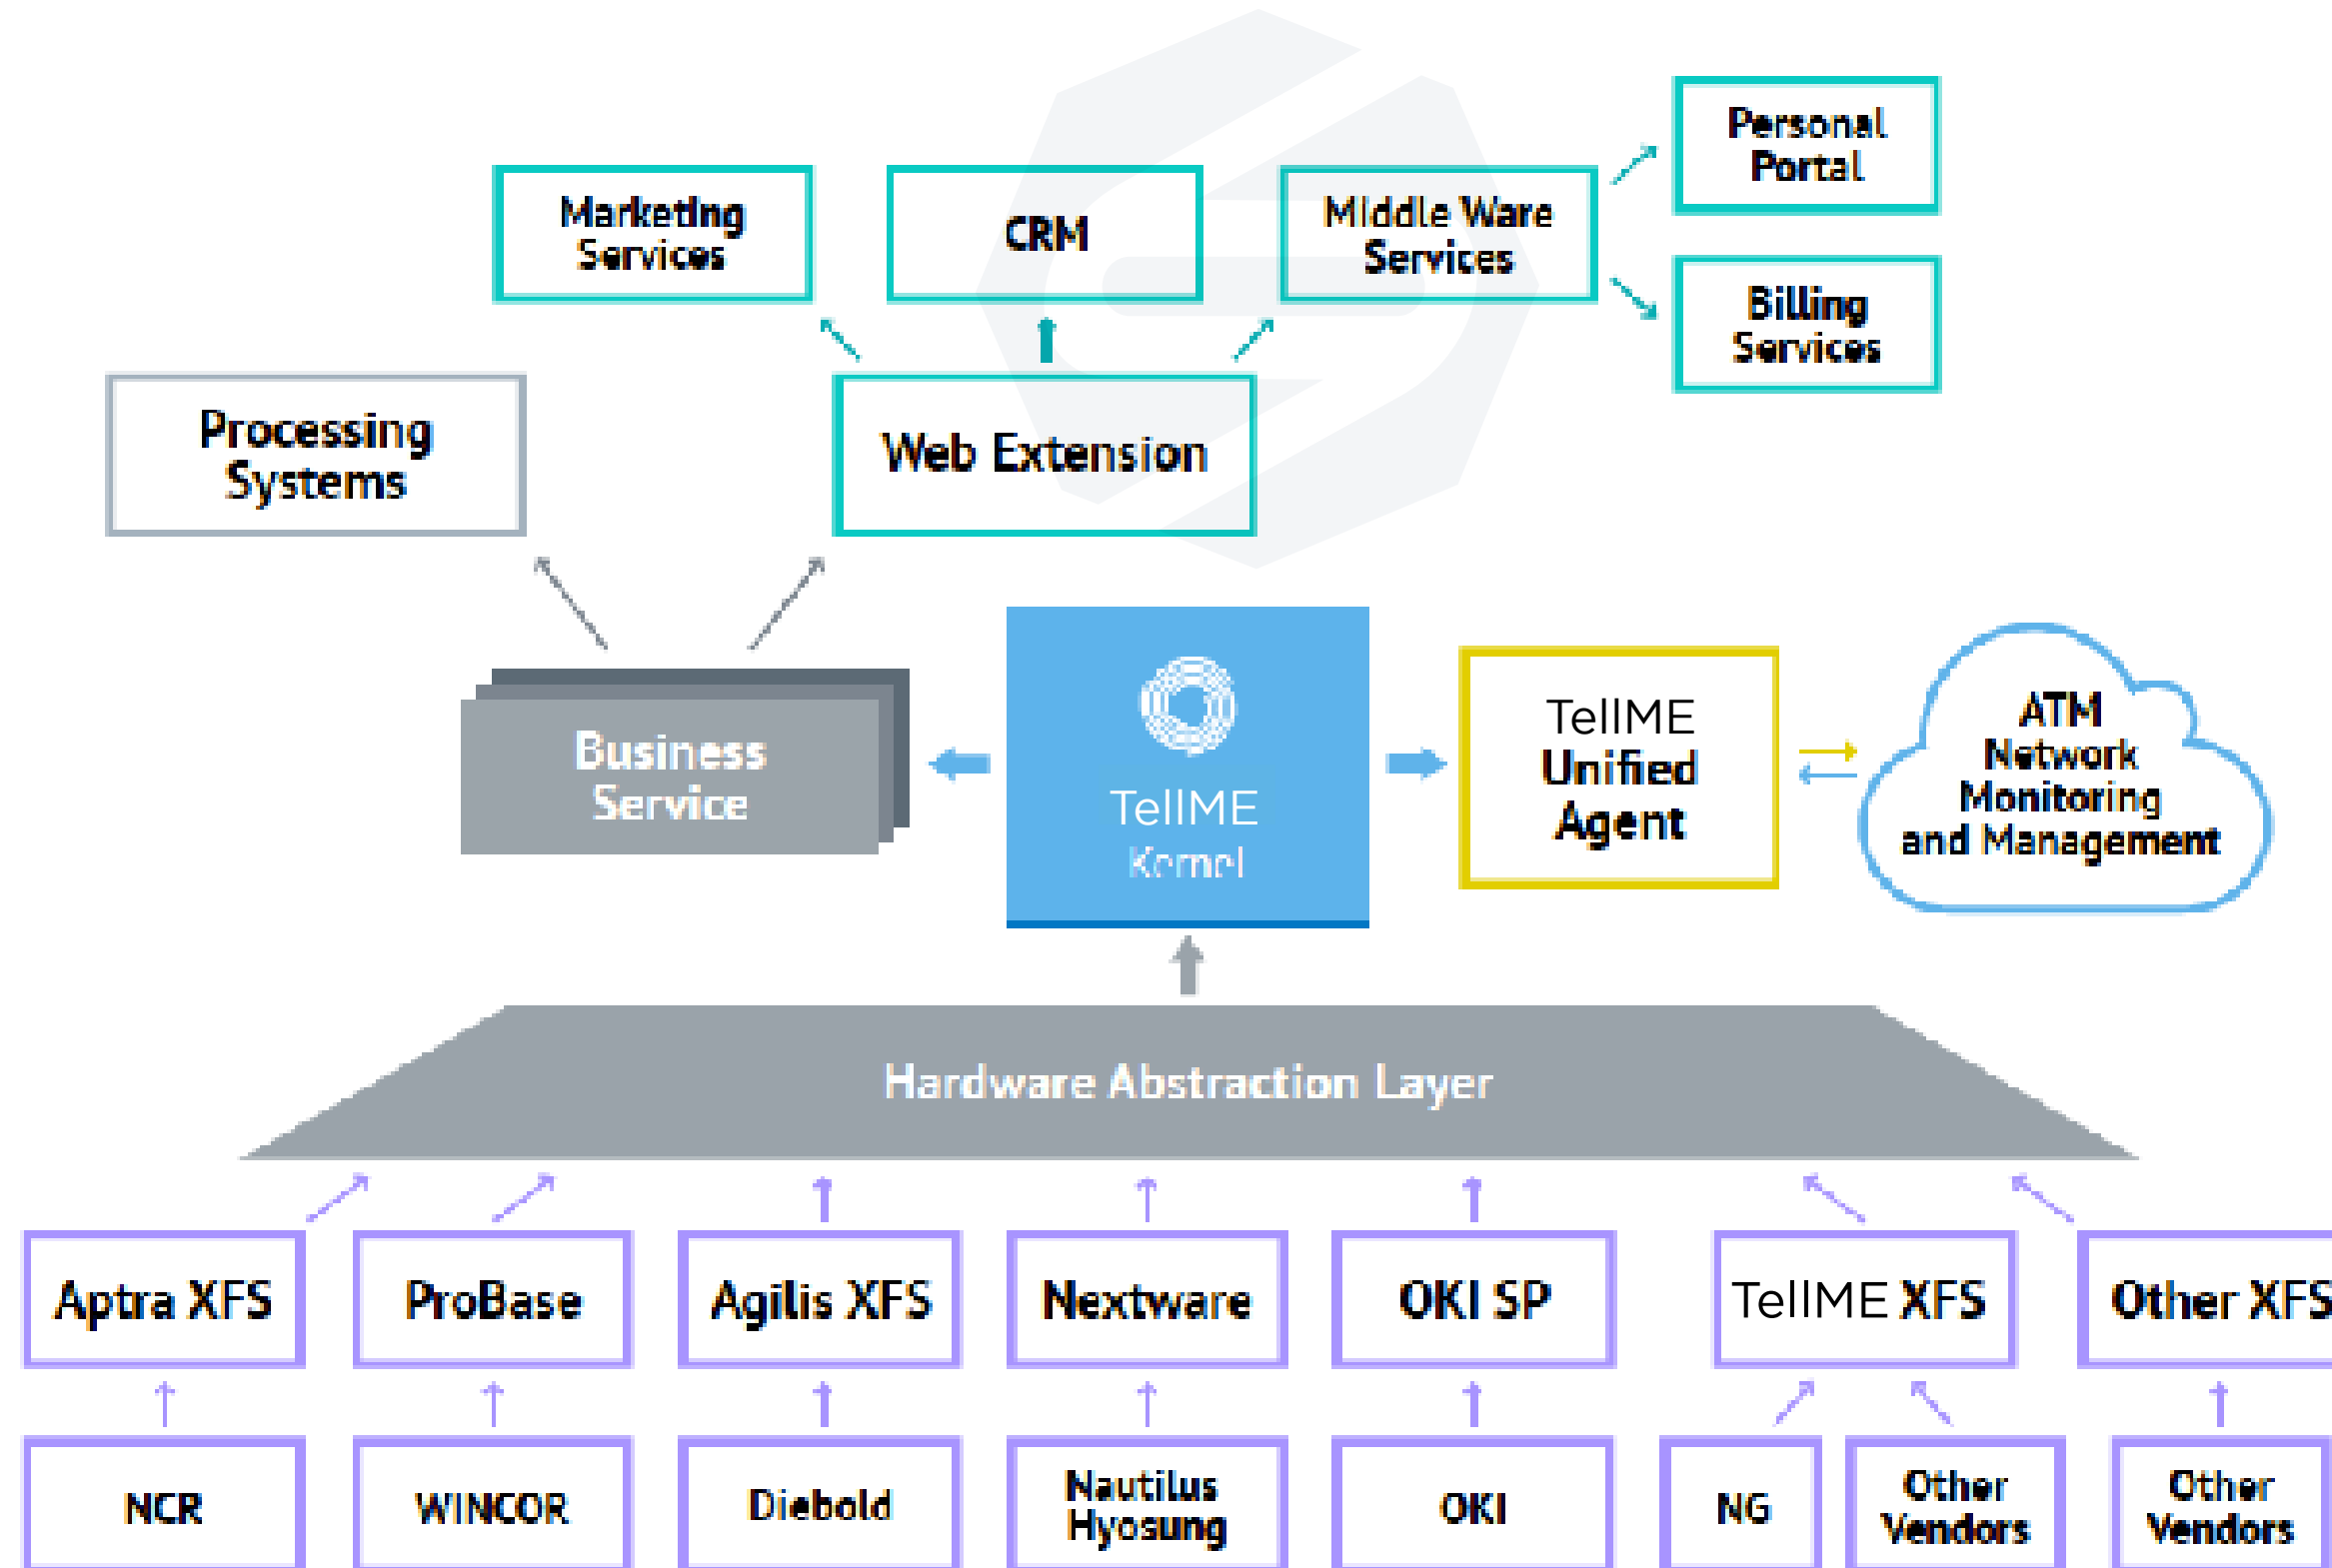 Personal
Portal
Marketing
Services
CRM
Middle Ware
Services
Billing
Services
Processing
Systems
Web Extension
Business
Service
TellME
Kernel
TellME
Unified
Agent
ATM
Network
Monitoring
and Management
Hardware Abstraction Layer
Aptra XFS
ProBase
Agilis XFS
Nextware
OKI SP
TellME XFS
Other XFS
NCR
WINCOR
Diebold
Nautilus
Hyosung
OKI
NG
Other
Vendors
Other
Vendors